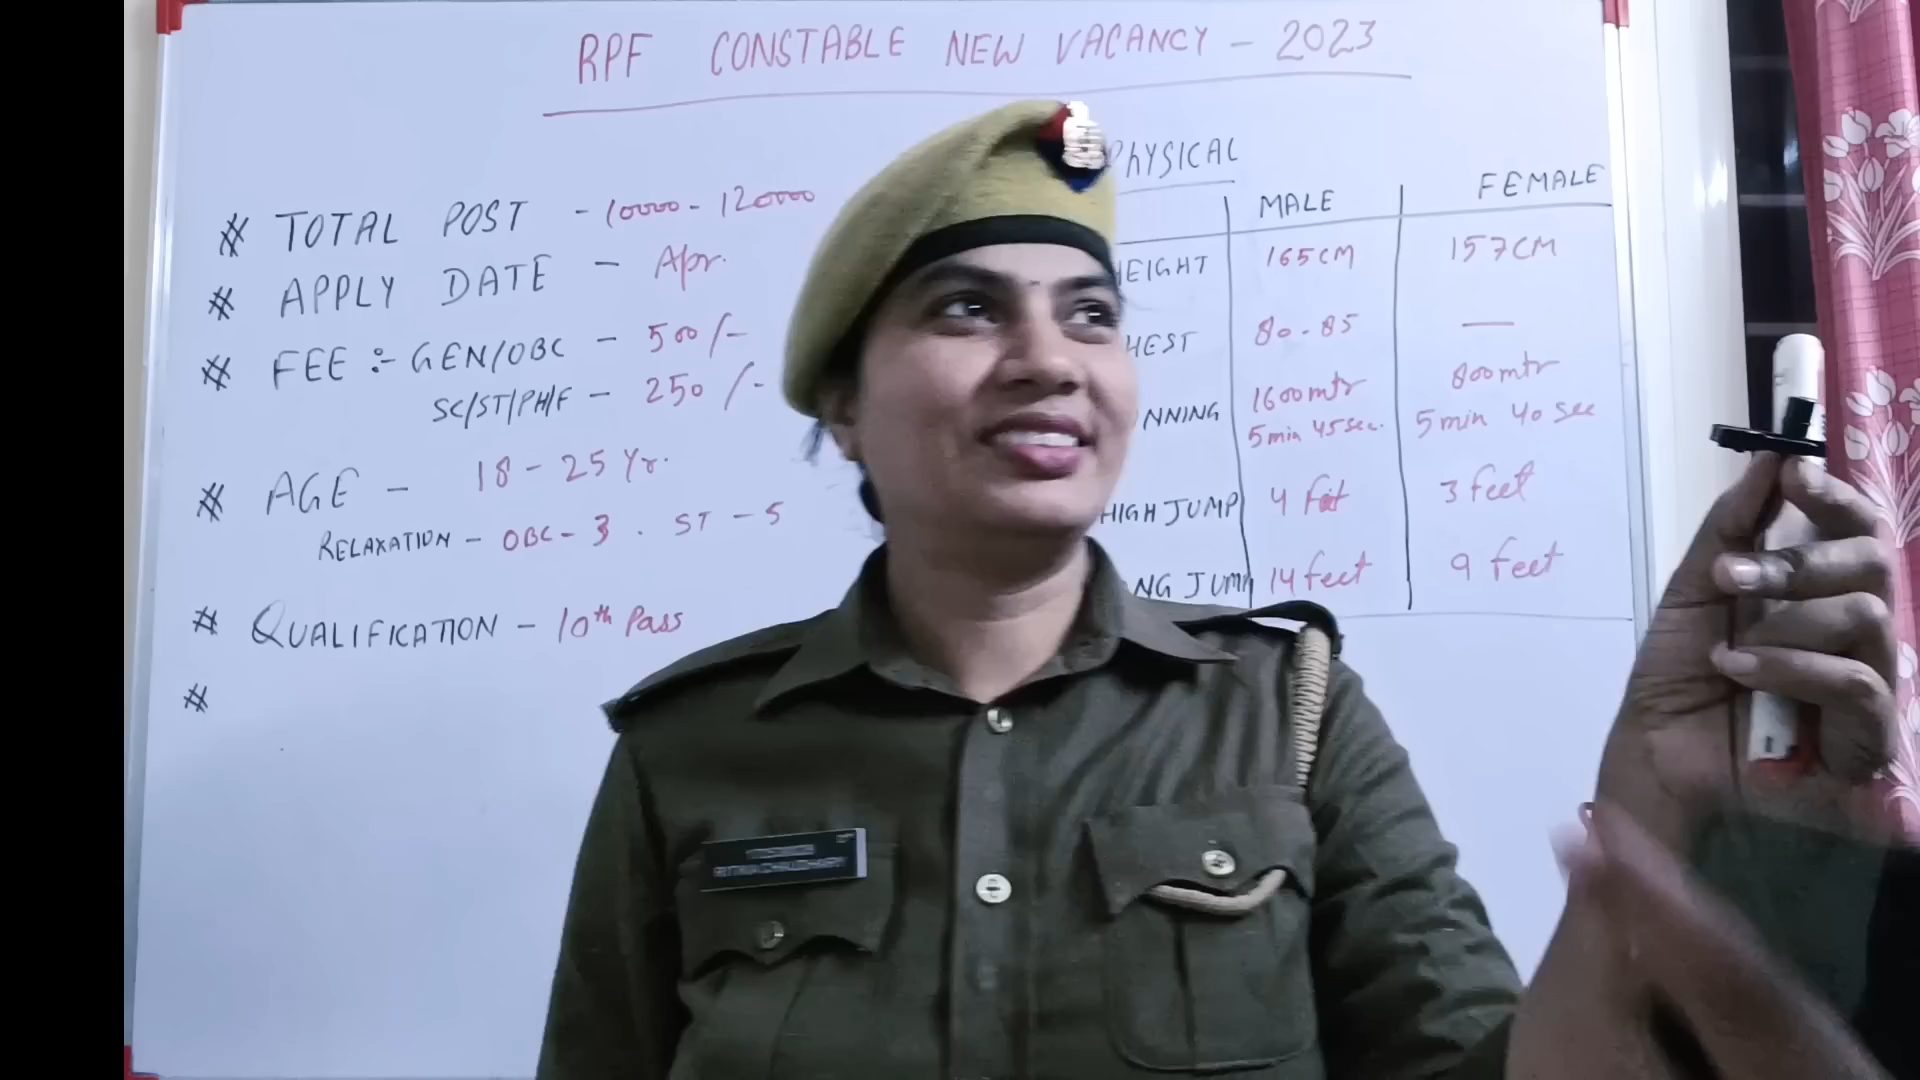 RPF CONSTABLE NEW VACANCY - 2023
# TOTAL POST - 10000 - 120000
# APPLY DATE - Apr.
# FEE :- GEN/OBC - 500/-
SC/ST/PH/F - 250/-
# AGE - 18 - 25 Yr.
RELAXATION - OBC - 3 . ST - 5
# QUALIFICATION - 10th Pass
#
PHYSICAL
MALE FEMALE
HEIGHT 165CM 157CM
HEST 80-85 —
NNING 1600mtr 800mtr
5min 45sec. 5min 40 sec
HIGH JUMP 4 feet 3 feet
NG JUMP 14 feet 9 feet